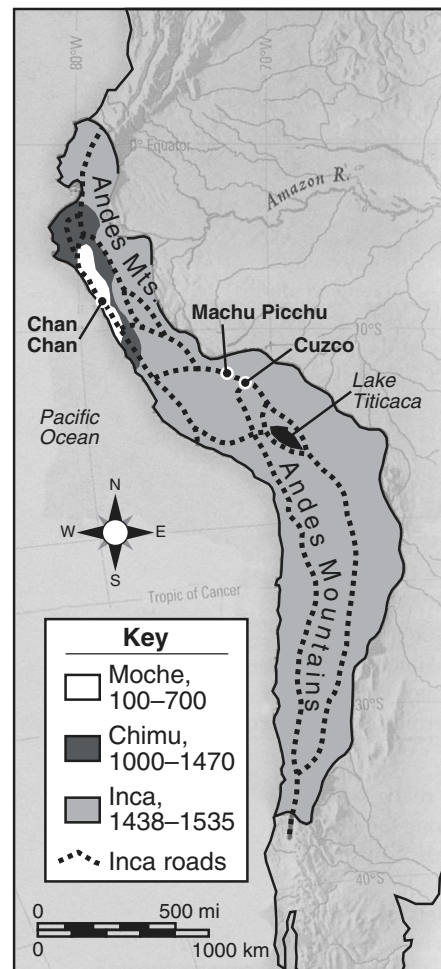 80°W
70°W
0° Equator
Amazon R.
Andes Mts.
10°S
Machu Picchu
Chan
Chan
Cuzco
Lake
Titicaca
Pacific
Ocean
N
W
E
S
Andes Mountains
Tropic of Cancer
30°S
40°S
Key
Moche,
100–700
Chimu,
1000–1470
Inca,
1438–1535
Inca roads
0 500 mi
0 1000 km